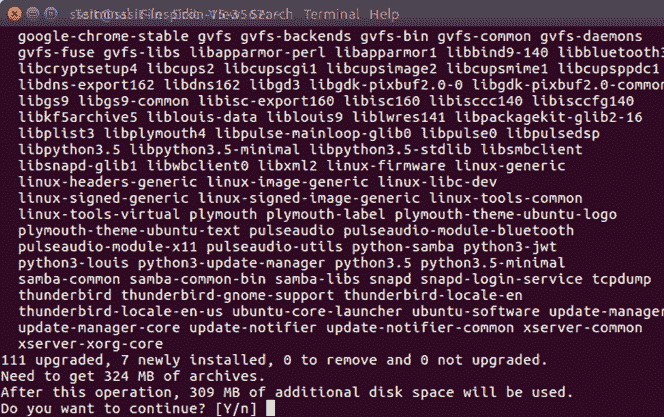 File Edit View Search Terminal Help
google-chrome-stable gvfs gvfs-backends gvfs-bin gvfs-common gvfs-daemons
gvfs-fuse gvfs-libs libapparmor-perl libapparmor1 libbind9-140 libbluetooth3
libcryptsetup4 libcups2 libcupscgi1 libcupsimage2 libcupsmime1 libcupsppdc1
libdns-export162 libdns162 libgd3 libgdk-pixbuf2.0-0 libgdk-pixbuf2.0-common
libgs9 libgs9-common libisc-export160 libisc160 libisccc140 libisccfg140
libkf5archive5 liblouis-data liblouis9 liblwres141 libpackagekit-glib2-16
libplist3 libplymouth4 libpulse-mainloop-glib0 libpulse0 libpulsedsp
libpython3.5 libpython3.5-minimal libpython3.5-stdlib libsmbclient
libsnapd-glib1 libwbclient0 libxml2 linux-firmware linux-generic
linux-headers-generic linux-image-generic linux-libc-dev
linux-signed-generic linux-signed-image-generic linux-tools-common
linux-tools-virtual plymouth plymouth-label plymouth-theme-ubuntu-logo
plymouth-theme-ubuntu-text pulseaudio pulseaudio-module-bluetooth
pulseaudio-module-x11 pulseaudio-utils python-samba python3-jwt
python3-louis python3-update-manager python3.5 python3.5-minimal
samba-common samba-common-bin samba-libs snapd snapd-login-service tcpdump
thunderbird thunderbird-gnome-support thunderbird-locale-en
thunderbird-locale-en-us ubuntu-core-launcher ubuntu-software update-manager
update-manager-core update-notifier update-notifier-common xserver-common
xserver-xorg-core
111 upgraded, 7 newly installed, 0 to remove and 0 not upgraded.
Need to get 324 MB of archives.
After this operation, 309 MB of additional disk space will be used.
Do you want to continue? [Y/n]